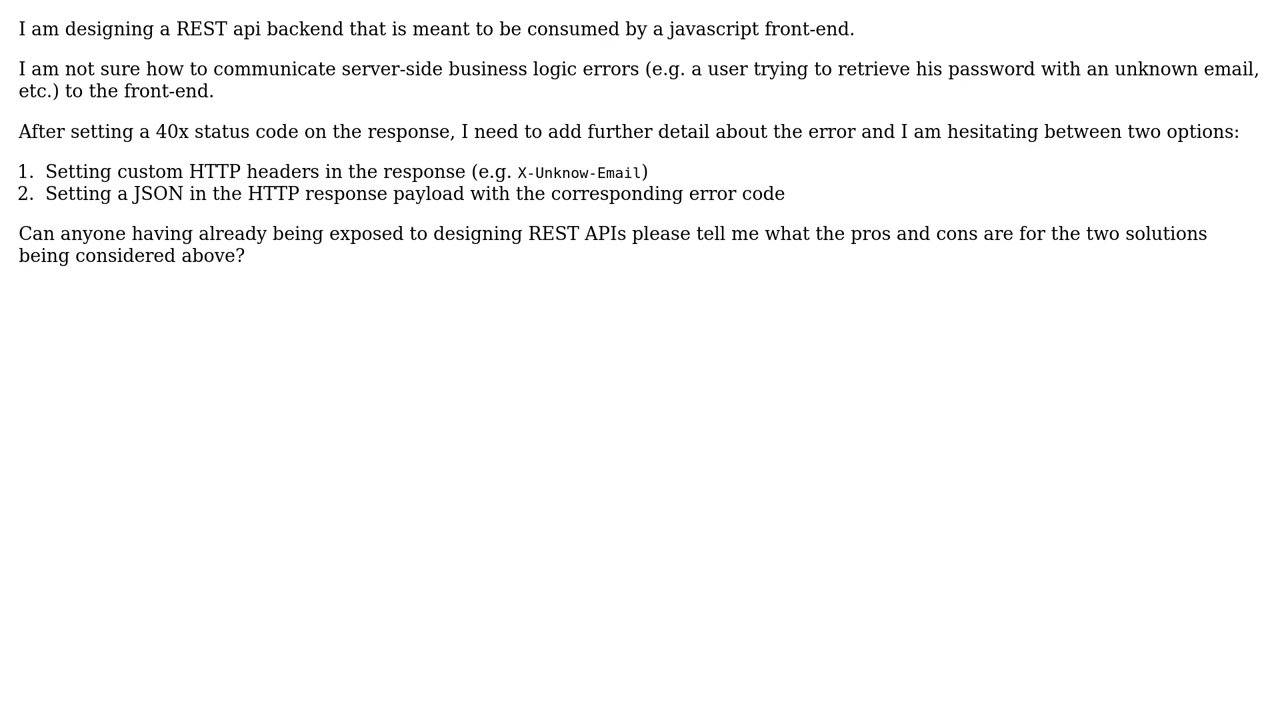 I am designing a REST api backend that is meant to be consumed by a javascript front-end.
I am not sure how to communicate server-side business logic errors (e.g. a user trying to retrieve his password with an unknown email,
etc.) to the front-end.
After setting a 40x status code on the response, I need to add further detail about the error and I am hesitating between two options:
1. Setting custom HTTP headers in the response (e.g. X-Unknow-Email)
2. Setting a JSON in the HTTP response payload with the corresponding error code
Can anyone having already being exposed to designing REST APIs please tell me what the pros and cons are for the two solutions
being considered above?